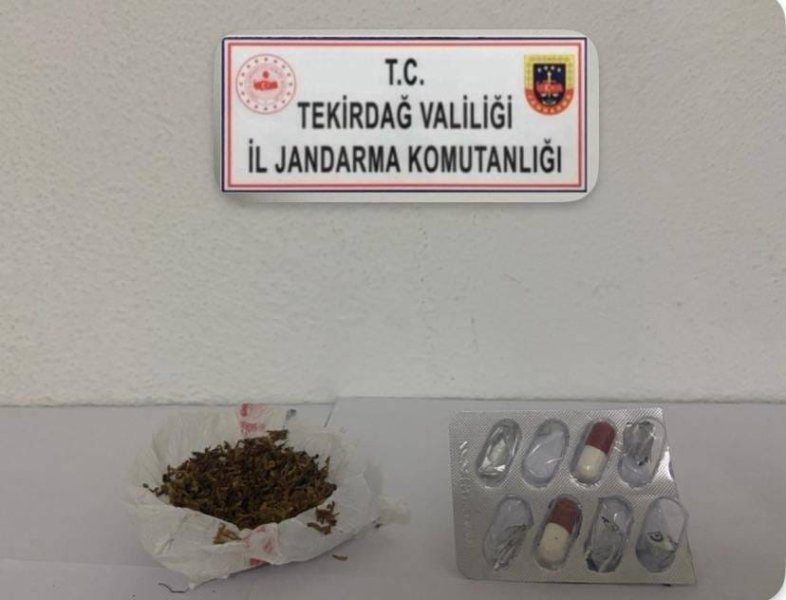 T.C.
TEKİRDAĞ VALİLİĞİ
İL JANDARMA KOMUTANLIĞI